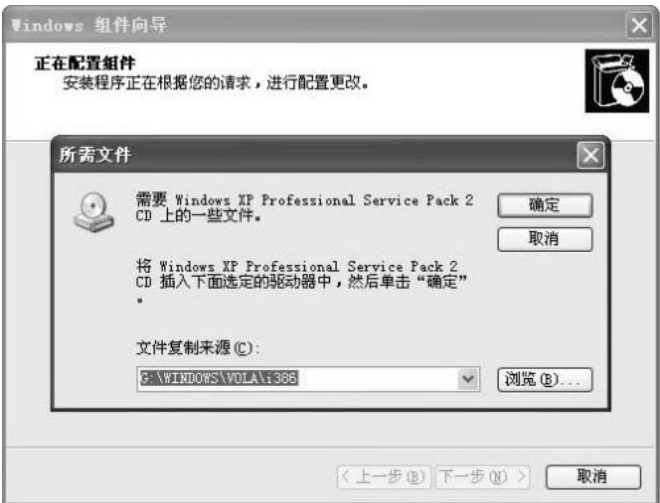 Windows 组件向导
正在配置组件
安装程序正在根据您的请求，进行配置更改。
所需文件
需要 Windows XP Professional Service Pack 2
CD 上的一些文件。
确定
取消
将 Windows XP Professional Service Pack 2
CD 插入下面选定的驱动器中，然后单击“确定”
。
文件复制来源(C):
G:\WINDOWS\VOLA\i386
浏览(B)...
<上一步(B) 下一步(N)> 取消